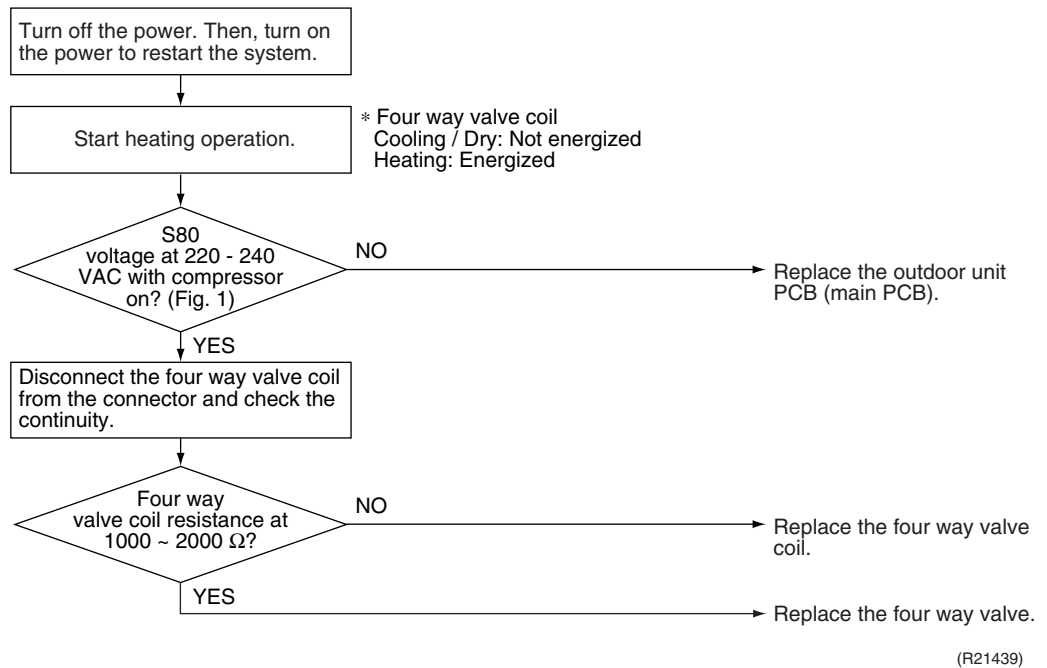 Turn off the power. Then, turn on
the power to restart the system.
Start heating operation.
* Four way valve coil
Cooling / Dry: Not energized
Heating: Energized
S80
voltage at 220 - 240
VAC with compressor
on? (Fig. 1)
NO
Replace the outdoor unit
PCB (main PCB).
YES
Disconnect the four way valve coil
from the connector and check the
continuity.
Four way
valve coil resistance at
1000 ~ 2000 Ω?
NO
Replace the four way valve
coil.
YES
Replace the four way valve.
(R21439)